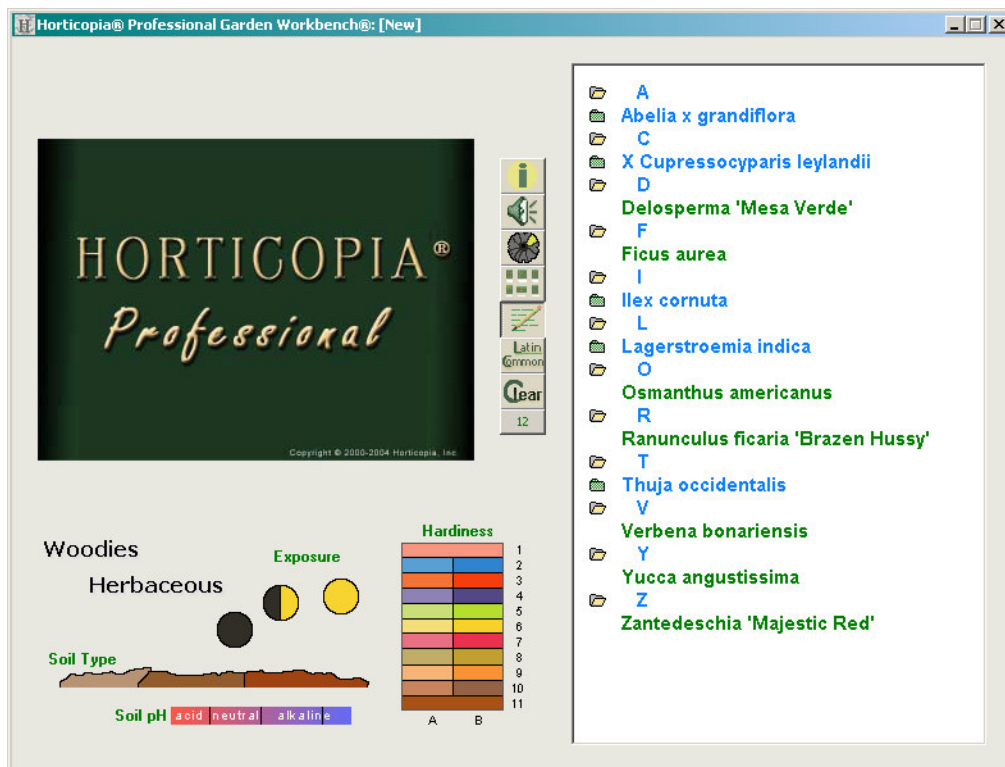 Horticopia® Professional Garden Workbench®: [New]
HORTICOPIA®
Professional
Copyright © 2000-2004 Horticopia, Inc.
i
Latin
Common
Clear
12
A
Abelia x grandiflora
C
X Cupressocyparis leylandii
D
Delosperma 'Mesa Verde'
F
Ficus aurea
I
Ilex cornuta
L
Lagerstroemia indica
O
Osmanthus americanus
R
Ranunculus ficaria 'Brazen Hussy'
T
Thuja occidentalis
V
Verbena bonariensis
Y
Yucca angustissima
Z
Zantedeschia 'Majestic Red'
Woodies
Herbaceous
Exposure
Soil Type
Soil pH acid neutral alkaline
Hardiness
1
2
3
4
5
6
7
8
9
10
11
A B